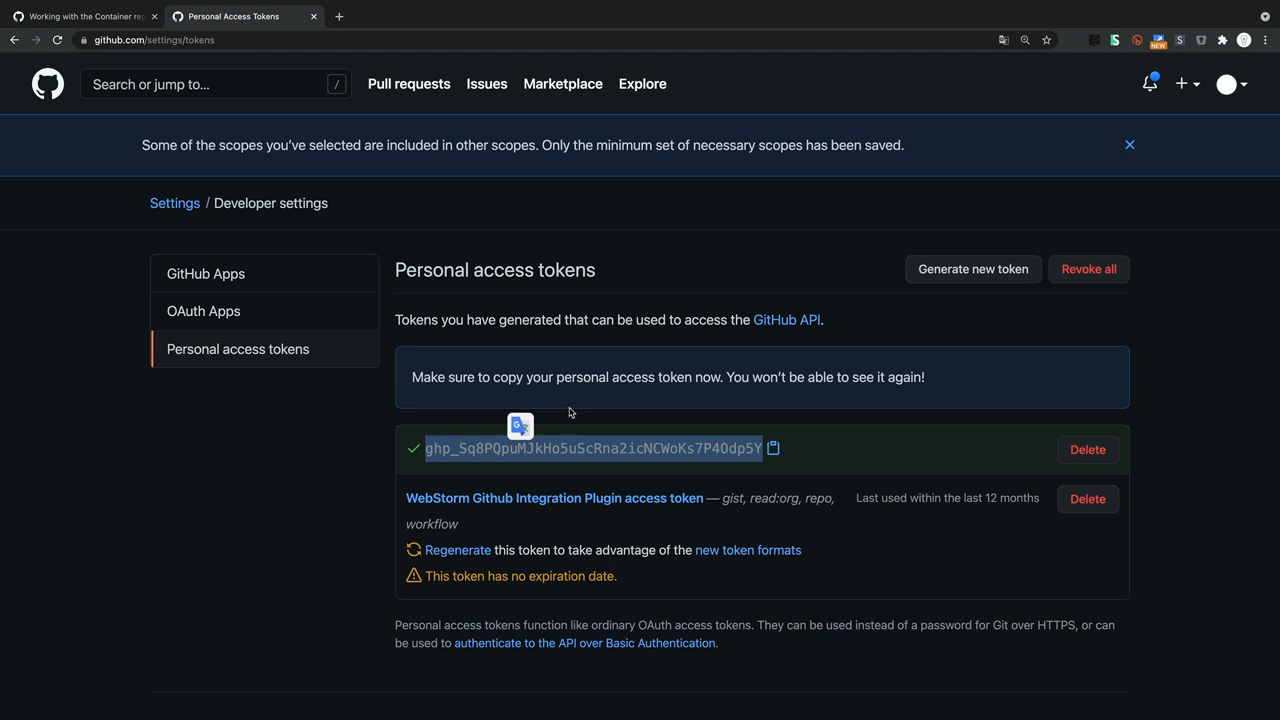 Working with the Container re
Personal Access Tokens
github.com/settings/tokens
NEW
Search or jump to...
/
Pull requests
Issues
Marketplace
Explore
Some of the scopes you've selected are included in other scopes. Only the minimum set of necessary scopes has been saved.
Settings / Developer settings
GitHub Apps
OAuth Apps
Personal access tokens
Personal access tokens
Generate new token
Revoke all
Tokens you have generated that can be used to access the GitHub API.
Make sure to copy your personal access token now. You won't be able to see it again!
[access token redacted]
Delete
WebStorm Github Integration Plugin access token — gist, read:org, repo,
workflow
Last used within the last 12 months
Delete
Regenerate this token to take advantage of the new token formats
This token has no expiration date.
Personal access tokens function like ordinary OAuth access tokens. They can be used instead of a password for Git over HTTPS, or can
be used to authenticate to the API over Basic Authentication.